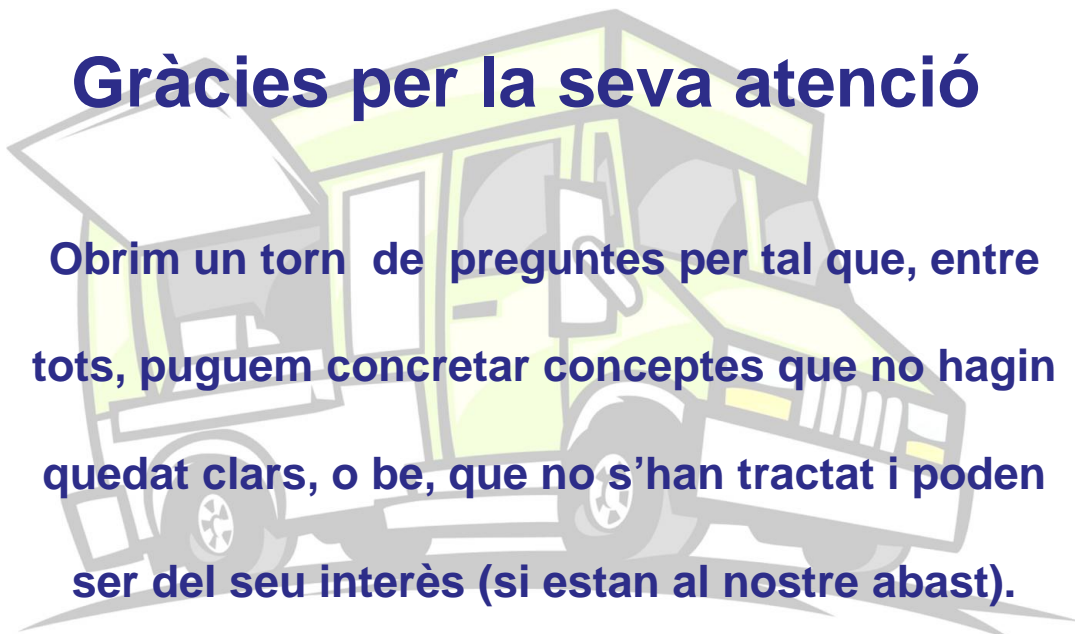 Gràcies per la seva atenció
Obrim un torn de preguntes per tal que, entre
tots, puguem concretar conceptes que no hagin
quedat clars, o be, que no s’han tractat i poden
ser del seu interès (si estan al nostre abast).